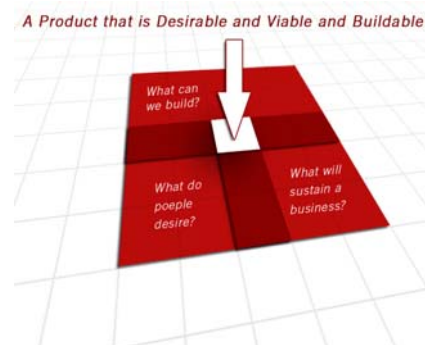 A Product that is Desirable and Viable and Buildable
What can
we build?
What do
poeple
desire?
What will
sustain a
business?